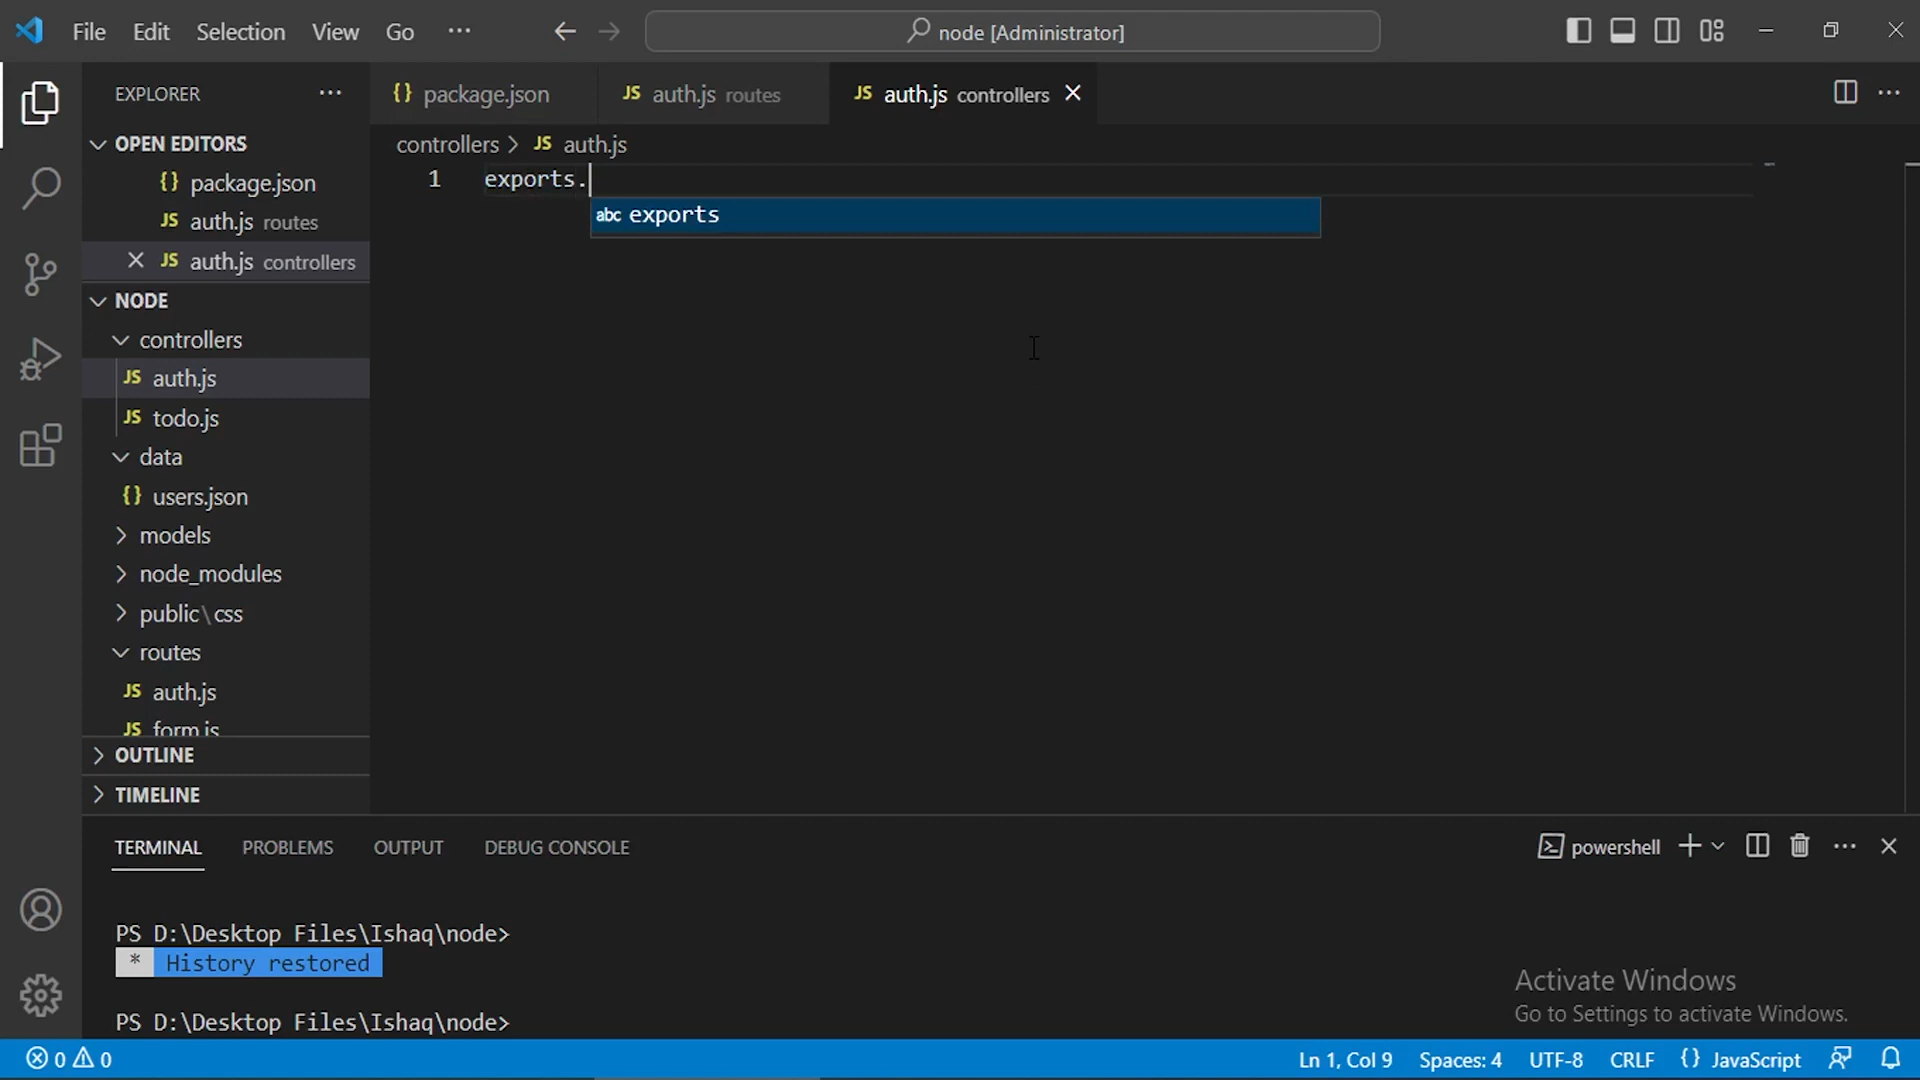 File Edit Selection View Go ··· node [Administrator]
EXPLORER ···
{} package.json
JS auth.js routes
JS auth.js controllers
controllers > JS auth.js
1 exports.
abc exports
OPEN EDITORS
{} package.json
JS auth.js routes
JS auth.js controllers
NODE
controllers
JS auth.js
JS todo.js
data
{} users.json
models
node_modules
public\css
routes
JS auth.js
JS form.js
OUTLINE
TIMELINE
TERMINAL PROBLEMS OUTPUT DEBUG CONSOLE powershell
PS D:\Desktop Files\Ishaq\node>
* History restored
PS D:\Desktop Files\Ishaq\node>
Activate Windows
Go to Settings to activate Windows.
0 0 Ln 1, Col 9 Spaces: 4 UTF-8 CRLF {} JavaScript